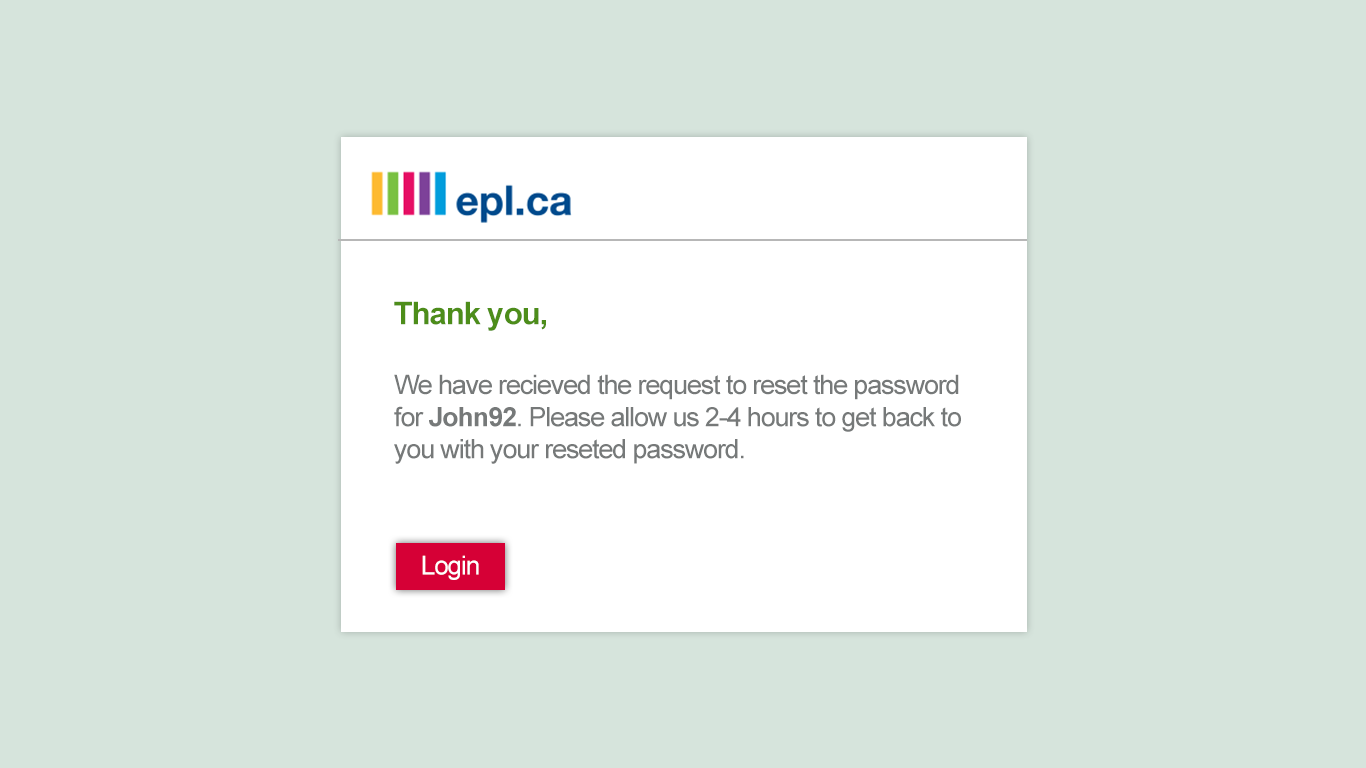 epl.ca
Thank you,
We have recieved the request to reset the password
for John92. Please allow us 2-4 hours to get back to
you with your reseted password.
Login